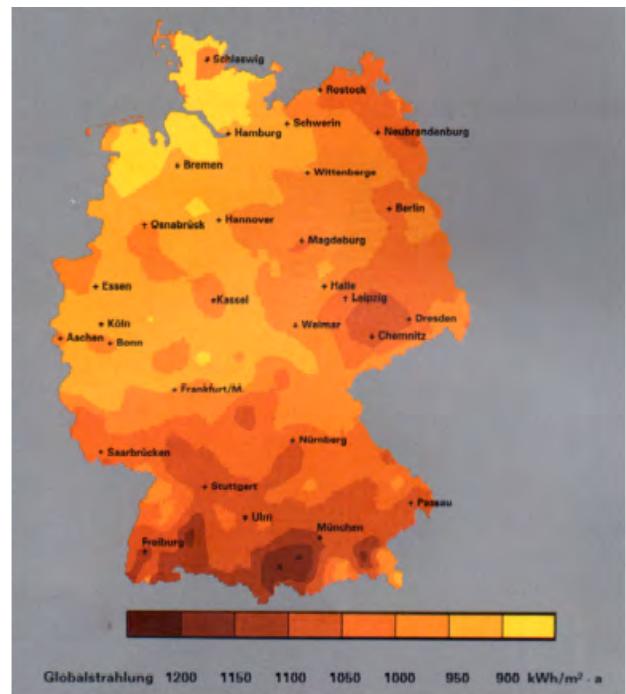 Schleswig
Rostock
Schwerin
Neubrandenburg
Hamburg
Bremen
Wittenberge
Berlin
Osnabrück
Hannover
Magdeburg
Essen
Halle
Kassel
Leipzig
Köln
Weimar
Dresden
Aachen
Bonn
Chemnitz
Frankfurt/M.
Nürnberg
Saarbrücken
Stuttgart
Passau
Ulm
München
Freiburg
Globalstrahlung 1200 1150 1100 1050 1000 950 900 kWh/m² · a